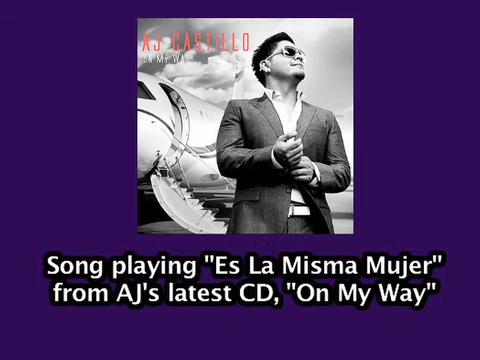 AJ CASTILLO
ON MY WAY
Song playing "Es La Misma Mujer"
from AJ's latest CD, "On My Way"